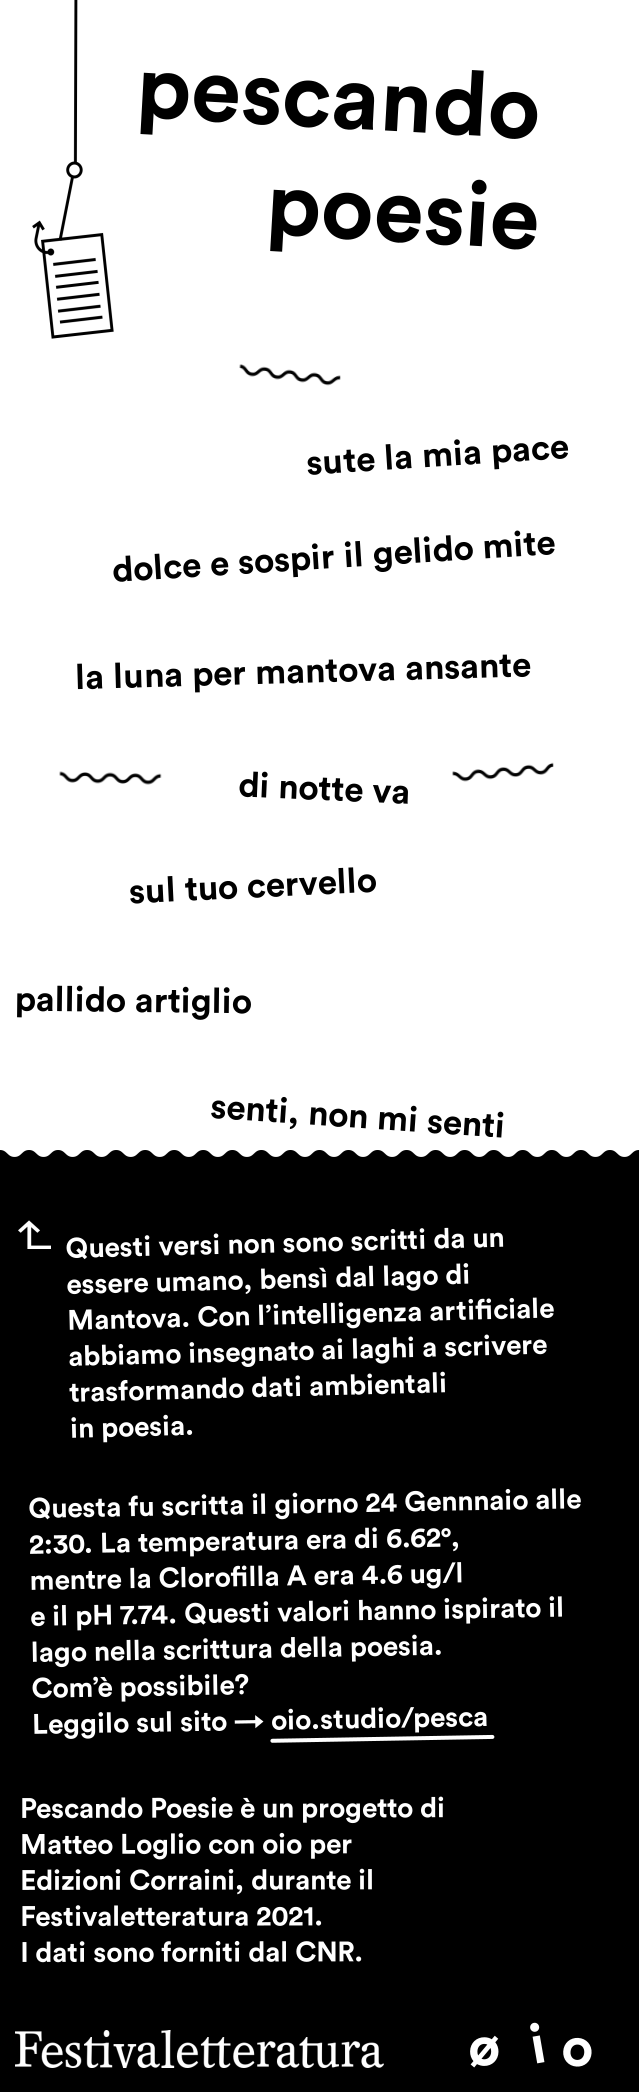 pescando
poesie
sute la mia pace
dolce e sospir il gelido mite
la luna per mantova ansante
di notte va
sul tuo cervello
pallido artiglio
senti, non mi senti
Questi versi non sono scritti da un
essere umano, bensì dal lago di
Mantova. Con l’intelligenza artificiale
abbiamo insegnato ai laghi a scrivere
trasformando dati ambientali
in poesia.
Questa fu scritta il giorno 24 Gennnaio alle
2:30. La temperatura era di 6.62°,
mentre la Clorofilla A era 4.6 ug/l
e il pH 7.74. Questi valori hanno ispirato il
lago nella scrittura della poesia.
Com’è possibile?
Leggilo sul sito → oio.studio/pesca
Pescando Poesie è un progetto di
Matteo Loglio con oio per
Edizioni Corraini, durante il
Festivaletteratura 2021.
I dati sono forniti dal CNR.
Festivaletteratura ø i o